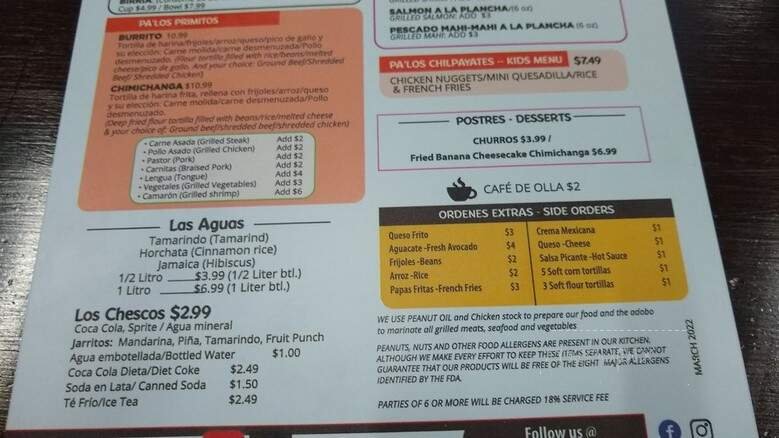 Cup $4.99 / Bowl $7.99
PA'LOS PRIMITOS
BURRITO 10.99
Tortilla de harina/frijoles/arroz/queso/pico de gallo y
su elección: Carne molida/carne desmenuzada/Pollo
desmenuzado. (Flour tortilla filled with rice/beans/melted
cheese/pico de gallo. And your choice: Ground Beef/Shredded
Beef/ Shredded Chicken)
CHIMICHANGA $10.99
Tortilla de harina frita, rellena con frijoles/arroz/queso
y su elección: Carne molida/carne desmenuzada/Pollo
desmenuzado.
(Deep fried flour tortilla filled with beans/rice/melted cheese
& your choice of: Ground beef/shredded beef/shredded chicken)
• Carne Asada (Grilled Steak) Add $2
• Pollo Asado (Grilled Chicken) Add $2
• Pastor (Pork) Add $2
• Carnitas (Braised Pork) Add $2
• Lengua (Tongue) Add $4
• Vegetales (Grilled Vegetables) Add $3
• Camarón (Grilled shrimp) Add $6
Las Aguas
Tamarindo (Tamarind)
Horchata (Cinnamon rice)
Jamaica (Hibiscus)
1/2 Litro $3.99 (1/2 Liter btl.)
1 Litro $6.99 (1 Liter btl.)
Los Chescos $2.99
Coca Cola, Sprite / Agua mineral
Jarritos: Mandarina, Piña, Tamarindo, Fruit Punch
Agua embotellada/Bottled Water $1.00
Coca Cola Dieta/Diet Coke $2.49
Soda en Lata/ Canned Soda $1.50
Té Frío/Ice Tea $2.49
SALMON A LA PLANCHA (6 oz)
GRILLED SALMON: ADD $3
PESCADO MAHI-MAHI A LA PLANCHA (6 oz)
GRILLED MAHI: ADD $3
PA'LOS CHILPAYATES -- KIDS MENU $7.49
CHICKEN NUGGETS/MINI QUESADILLA/RICE
& FRENCH FRIES
POSTRES - DESSERTS
CHURROS $3.99 /
Fried Banana Cheesecake Chimichanga $6.99
CAFÉ DE OLLA $2
ORDENES EXTRAS - SIDE ORDERS
Queso Frito $3
Aguacate -Fresh Avocado $4
Frijoles -Beans $2
Arroz -Rice $2
Papas Fritas -French Fries $3
Crema Mexicana $1
Queso -Cheese $1
Salsa Picante -Hot Sauce $1
5 Soft corn tortillas $1
3 Soft flour tortillas $1
WE USE PEANUT OIL and Chicken stock to prepare our food and the adobo
to marinate all grilled meats, seafood and vegetables
PEANUTS, NUTS AND OTHER FOOD ALLERGENS ARE PRESENT IN OUR KITCHEN.
ALTHOUGH WE MAKE EVERY EFFORT TO KEEP THESE ITEMS SEPARATE, WE CANNOT
GUARANTEE THAT OUR PRODUCTS WILL BE FREE OF THE EIGHT MAJOR ALLERGENS
IDENTIFIED BY THE FDA.
MARCH 2022
PARTIES OF 6 OR MORE WILL BE CHARGED 18% SERVICE FEE
Follow us @